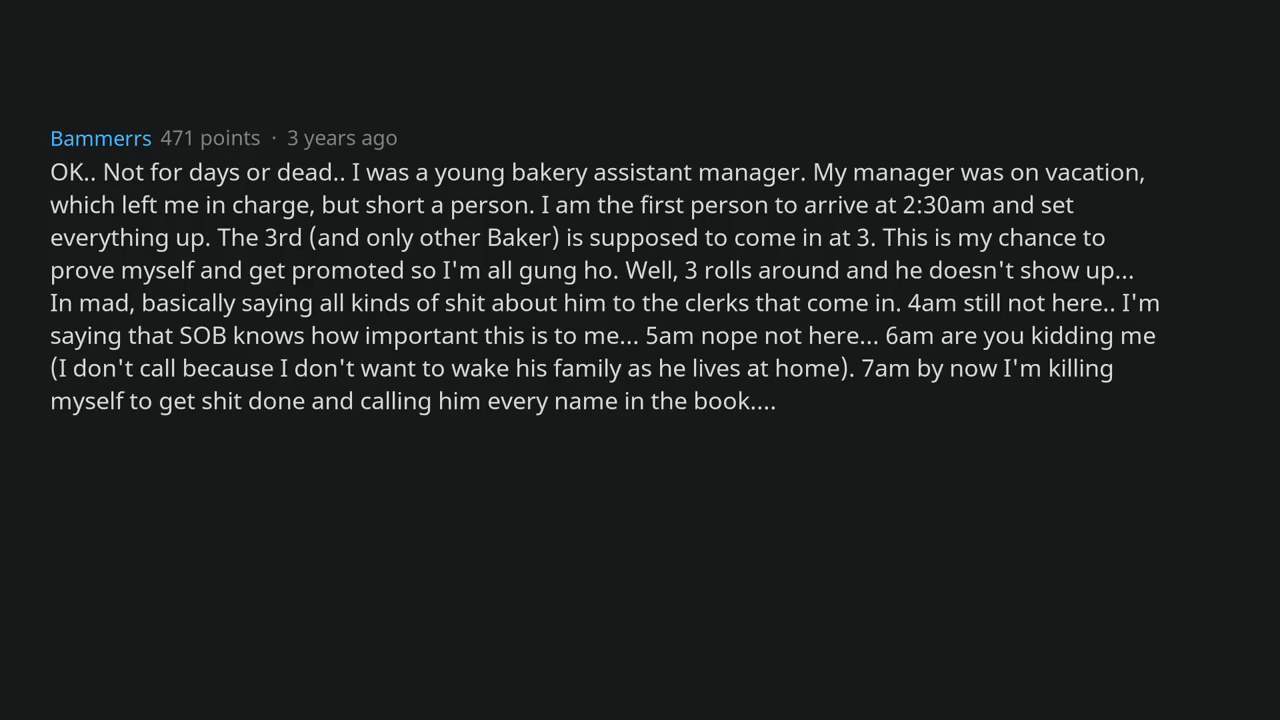 Bammerrs 471 points · 3 years ago
OK.. Not for days or dead.. I was a young bakery assistant manager. My manager was on vacation,
which left me in charge, but short a person. I am the first person to arrive at 2:30am and set
everything up. The 3rd (and only other Baker) is supposed to come in at 3. This is my chance to
prove myself and get promoted so I'm all gung ho. Well, 3 rolls around and he doesn't show up...
In mad, basically saying all kinds of shit about him to the clerks that come in. 4am still not here.. I'm
saying that SOB knows how important this is to me... 5am nope not here... 6am are you kidding me
(I don't call because I don't want to wake his family as he lives at home). 7am by now I'm killing
myself to get shit done and calling him every name in the book....